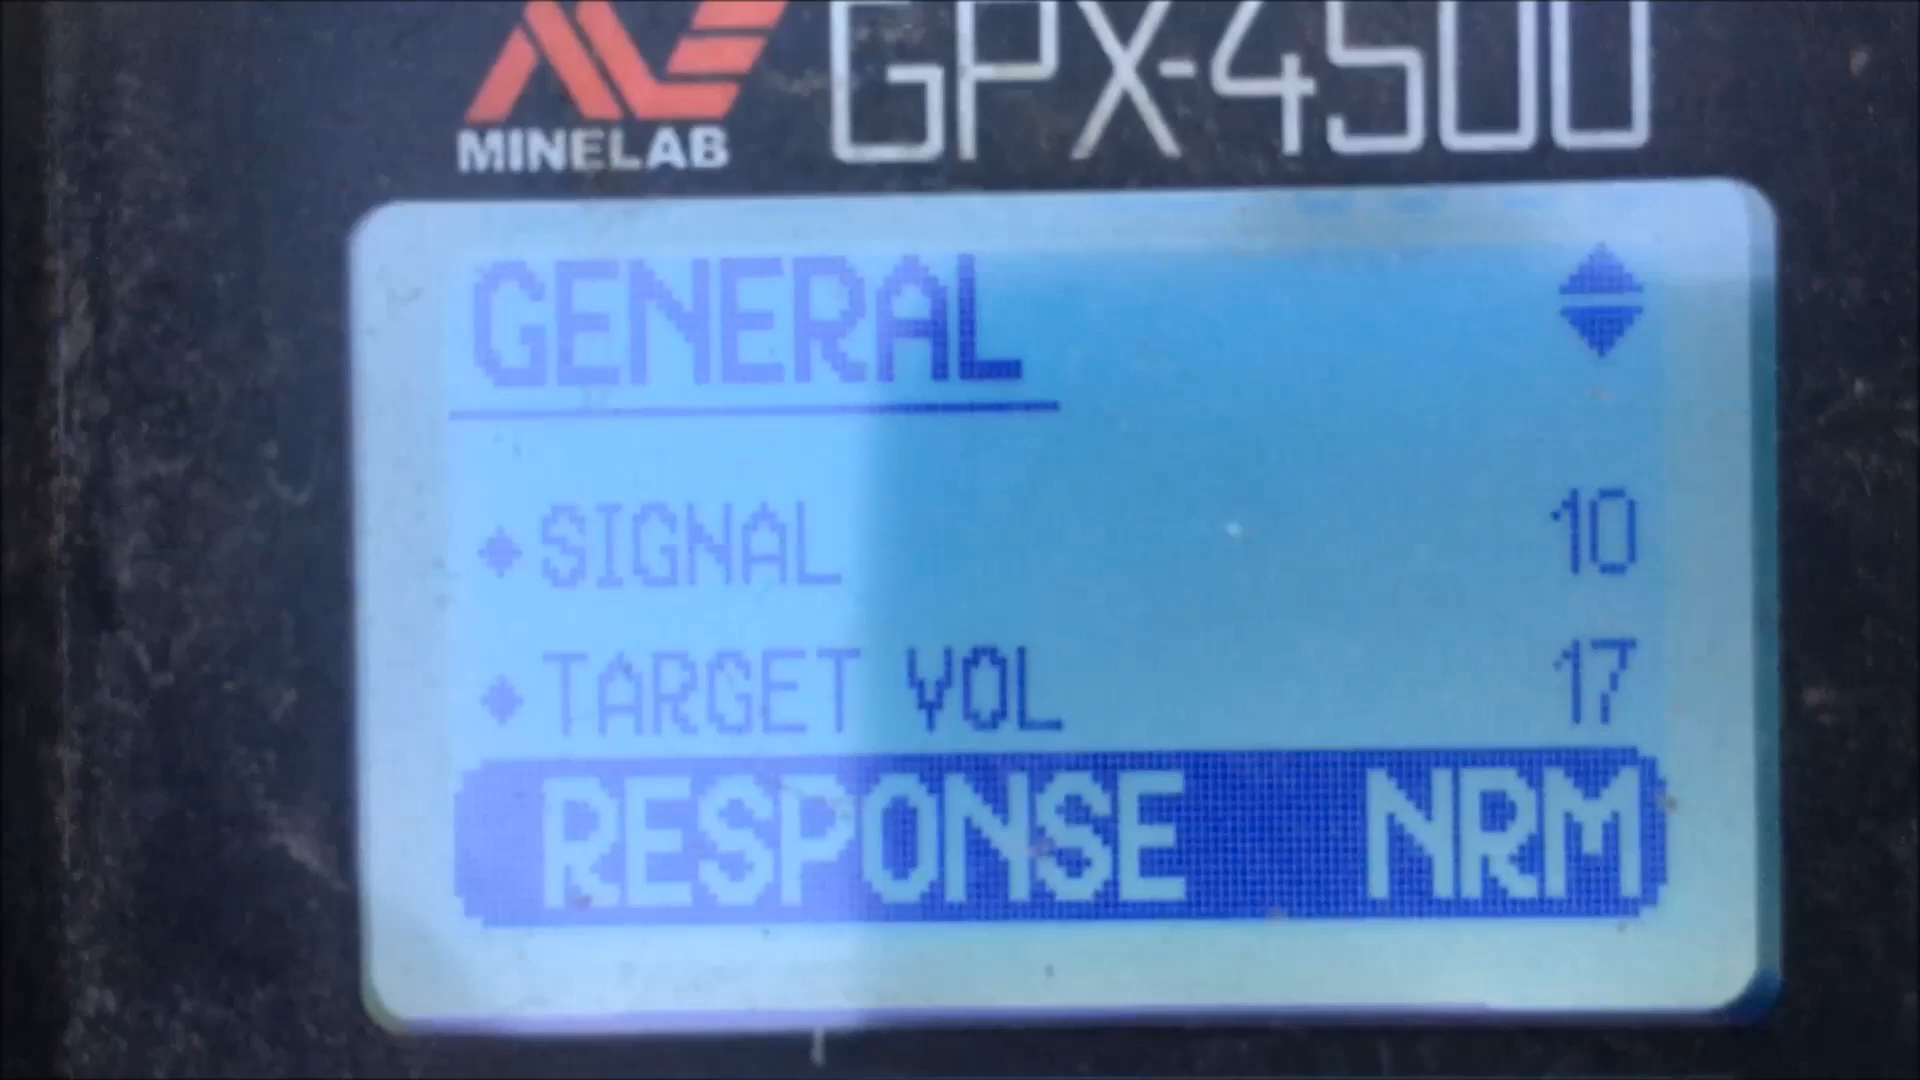 GPX-4500
MINELAB
GENERAL
SIGNAL 10
TARGET VOL 17
RESPONSE NRM